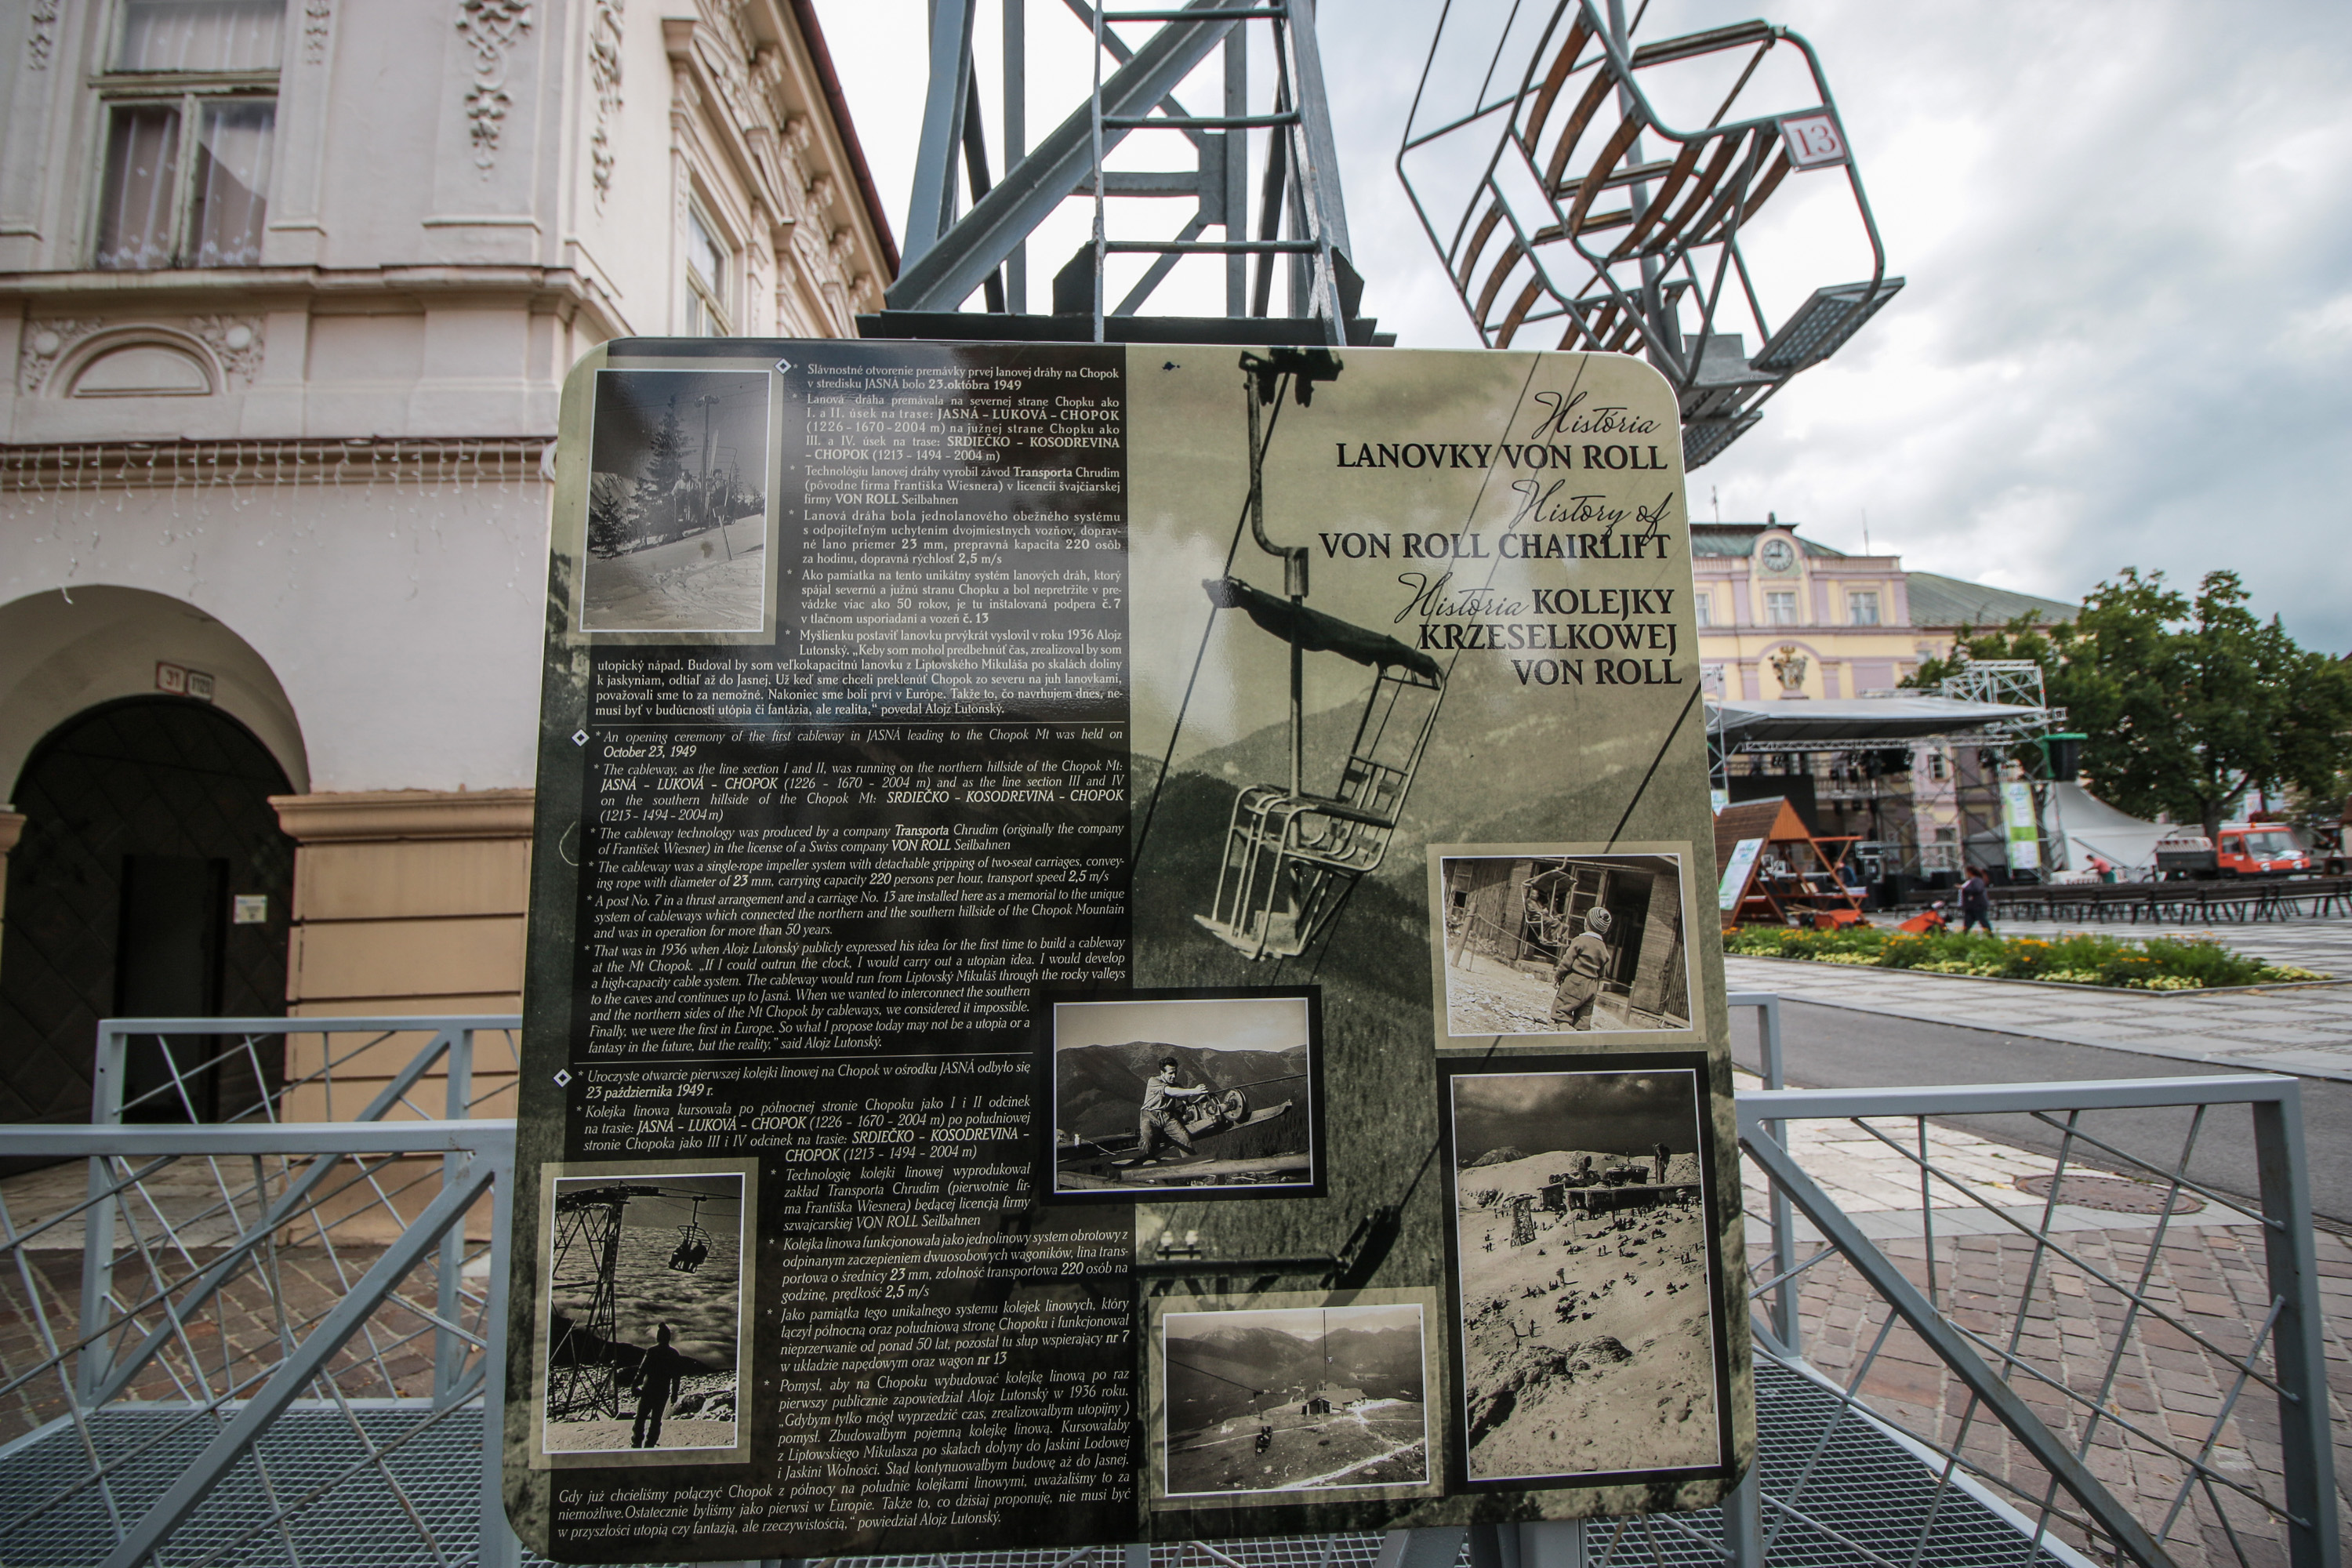 13
História
LANOVKY VON ROLL
History of
VON ROLL CHAIRLIFT
História KOLEJKY
KRZESELKOWEJ
VON ROLL
* Slávnostné otvorenie premávky prvej lanovej dráhy na Chopok
v stredisku JASNÁ bolo 23.októbra 1949
* Lanová dráha premávala na severnej strane Chopku ako
I. a II. úsek na trase: JASNÁ – LUKOVÁ – CHOPOK
(1226 - 1670 - 2004 m) na južnej strane Chopku ako
III. a IV. úsek na trase: SRDIEČKO – KOSODREVINA
– CHOPOK (1213 - 1494 - 2004 m)
* Technológiu lanovej dráhy vyrobil závod Transporta Chrudim
(pôvodne firma Františka Wiesnera) v licencii švajčiarskej
firmy VON ROLL Seilbahnen
* Lanová dráha bola jednolanového obežného systému
s odpojiteľným uchytením dvojmiestnych vozňov, doprav-
né lano priemer 23 mm, prepravná kapacita 220 osôb
za hodinu, dopravná rýchlosť 2,5 m/s
* Ako pamiatka na tento unikátny systém lanových dráh, ktorý
spájal severnú a južnú stranu Chopku a bol nepretržite v pre-
vádzke viac ako 50 rokov, je tu inštalovaná podpera č. 7
v tlačnom usporiadaní a vozeň č. 13
* Myšlienku postaviť lanovku prvýkrát vyslovil v roku 1936 Alojz
Lutonský. „Keby som mohol predbehnúť čas, zrealizoval by som
utopický nápad. Budoval by som veľkokapacitnú lanovku z Liptovského Mikuláša po skalách doliny
k jaskyniam, odtiaľ až do Jasnej. Už keď sme chceli preklenúť Chopok zo severu na juh lanovkami,
považovali sme to za nemožné. Nakoniec sme boli prví v Európe. Takže to, čo navrhujem dnes, ne-
musí byť v budúcnosti utópia či fantázia, ale realita,“ povedal Alojz Lutonský.
* An opening ceremony of the first cableway in JASNÁ leading to the Chopok Mt was held on
October 23, 1949
* The cableway, as the line section I and II, was running on the northern hillside of the Chopok Mt:
JASNÁ – LUKOVÁ – CHOPOK (1226 - 1670 - 2004 m) and as the line section III and IV
on the southern hillside of the Chopok Mt: SRDIEČKO – KOSODREVINA – CHOPOK
(1213 - 1494 - 2004 m)
* The cableway technology was produced by a company Transporta Chrudim (originally the company
of František Wiesner) in the license of a Swiss company VON ROLL Seilbahnen
* The cableway was a single-rope impeller system with detachable gripping of two-seat carriages, convey-
ing rope with diameter of 23 mm, carrying capacity 220 persons per hour, transport speed 2,5 m/s
* A post No. 7 in a thrust arrangement and a carriage No. 13 are installed here as a memorial to the unique
system of cableways which connected the northern and the southern hillside of the Chopok Mountain
and was in operation for more than 50 years.
* That was in 1936 when Alojz Lutonský publicly expressed his idea for the first time to build a cableway
at the Mt Chopok. „If I could outrun the clock, I would carry out a utopian idea. I would develop
a high-capacity cable system. The cableway would run from Liptovský Mikuláš through the rocky valleys
to the caves and continues up to Jasná. When we wanted to interconnect the southern
and the northern sides of the Mt Chopok by cableways, we considered it impossible.
Finally, we were the first in Europe. So what I propose today may not be a utopia or a
fantasy in the future, but the reality,” said Alojz Lutonský.
* Uroczyste otwarcie pierwszej kolejki linowej na Chopok w ośrodku JASNÁ odbyło się
23 października 1949 r.
* Kolejka linowa kursowała po północnej stronie Chopoku jako I i II odcinek
na trasie: JASNÁ – LUKOVÁ – CHOPOK (1226 - 1670 - 2004 m) po południowej
stronie Chopoka jako III i IV odcinek na trasie: SRDIEČKO – KOSODREVINA –
CHOPOK (1213 - 1494 - 2004 m)
* Technologię kolejki linowej wyprodukował
zakład Transporta Chrudim (pierwotnie fir-
ma Františka Wiesnera) będącej licencją firmy
szwajcarskiej VON ROLL Seilbahnen
* Kolejka linowa funkcjonowała jako jednolinowy system obrotowy z
odpinanym zaczepieniem dwuosobowych wagoników, lina trans-
portowa o średnicy 23 mm, zdolność transportowa 220 osób na
godzinę, prędkość 2,5 m/s
* Jako pamiątka tego unikalnego systemu kolejek linowych, który
łączył północną oraz południową stronę Chopoku i funkcjonował
nieprzerwanie od ponad 50 lat, pozostał tu słup wspierający nr 7
w układzie napędowym oraz wagon nr 13
* Pomysł, aby na Chopoku wybudować kolejkę linową po raz
pierwszy publicznie zapowiedział Alojz Lutonský w 1936 roku.
„Gdybym tylko mógł wyprzedzić czas, zrealizowałbym utopijny )
pomysł. Zbudowałbym pojemną kolejkę linową. Kursowałaby
z Liptowskiego Mikulasza po skałach dolyny do Jaskini Lodowej
i Jaskini Wolności. Stąd kontynuowałbym budowę aż do Jasnej.
Gdy już chcieliśmy połączyć Chopok z północy na południe kolejkami linowymi, uważaliśmy to za
niemożliwe.Ostatecznie byliśmy jako pierwsi w Europie. Także to, co dzisiaj proponuję, nie musi być
w przyszłości utopią czy fantazją, ale rzeczywistością,“ powiedział Alojz Lutonský.
31